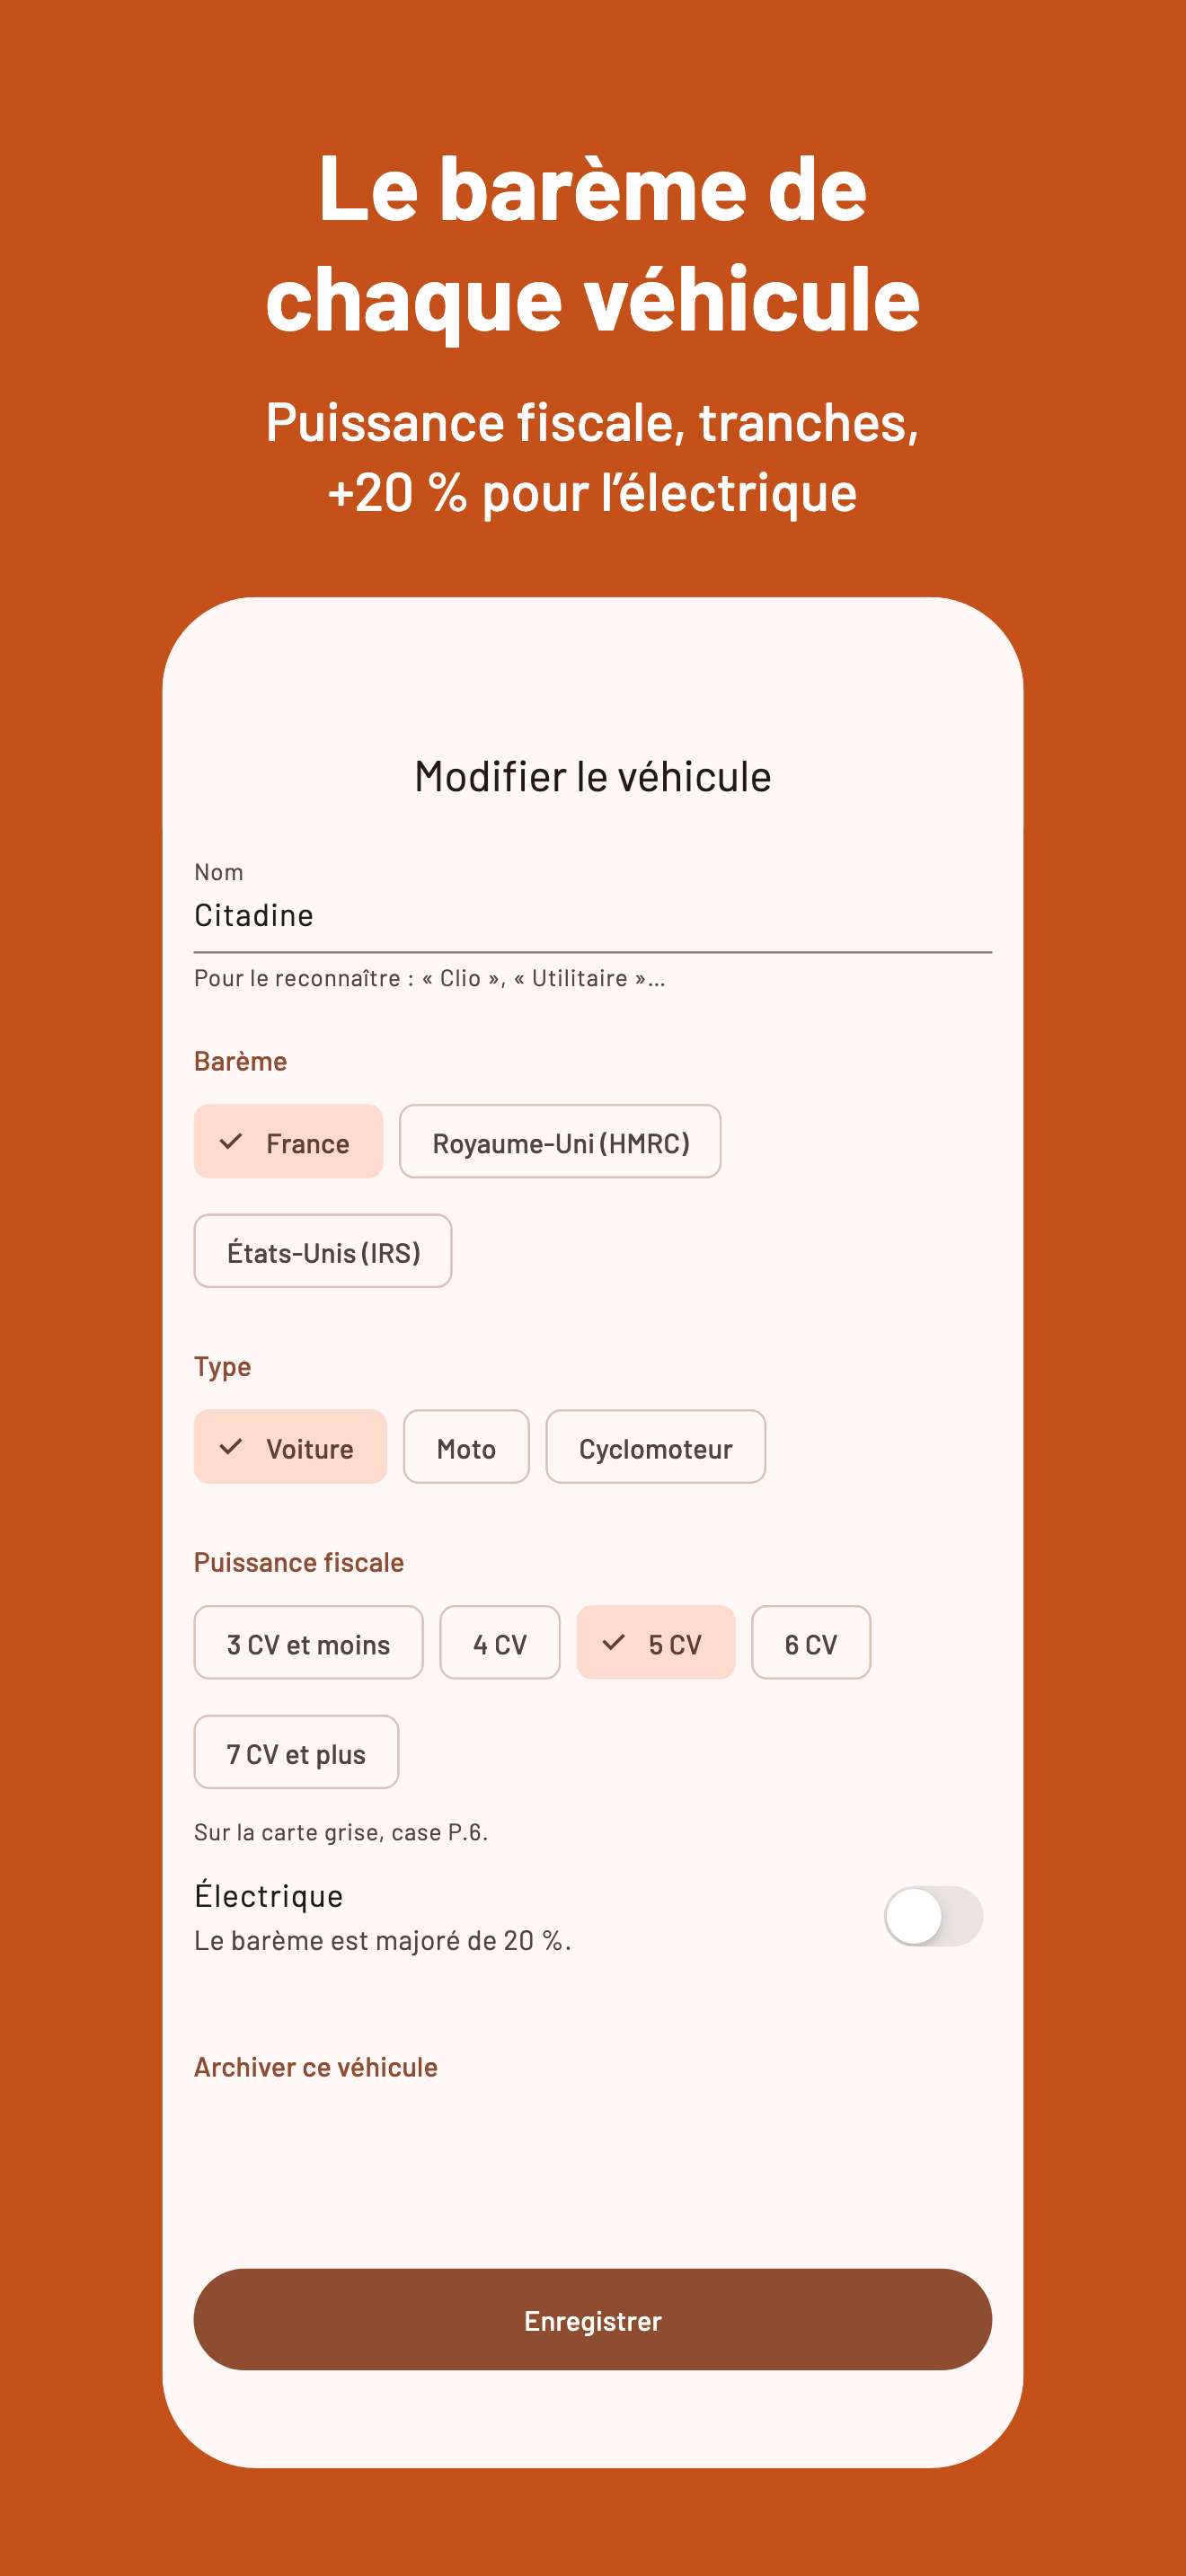 Le barème de
chaque véhicule
Puissance fiscale, tranches,
+20 % pour l’électrique
Modifier le véhicule
Nom
Citadine
Pour le reconnaître : « Clio », « Utilitaire »…
Barème
France
Royaume-Uni (HMRC)
États-Unis (IRS)
Type
Voiture
Moto
Cyclomoteur
Puissance fiscale
3 CV et moins
4 CV
5 CV
6 CV
7 CV et plus
Sur la carte grise, case P.6.
Électrique
Le barème est majoré de 20 %.
Archiver ce véhicule
Enregistrer